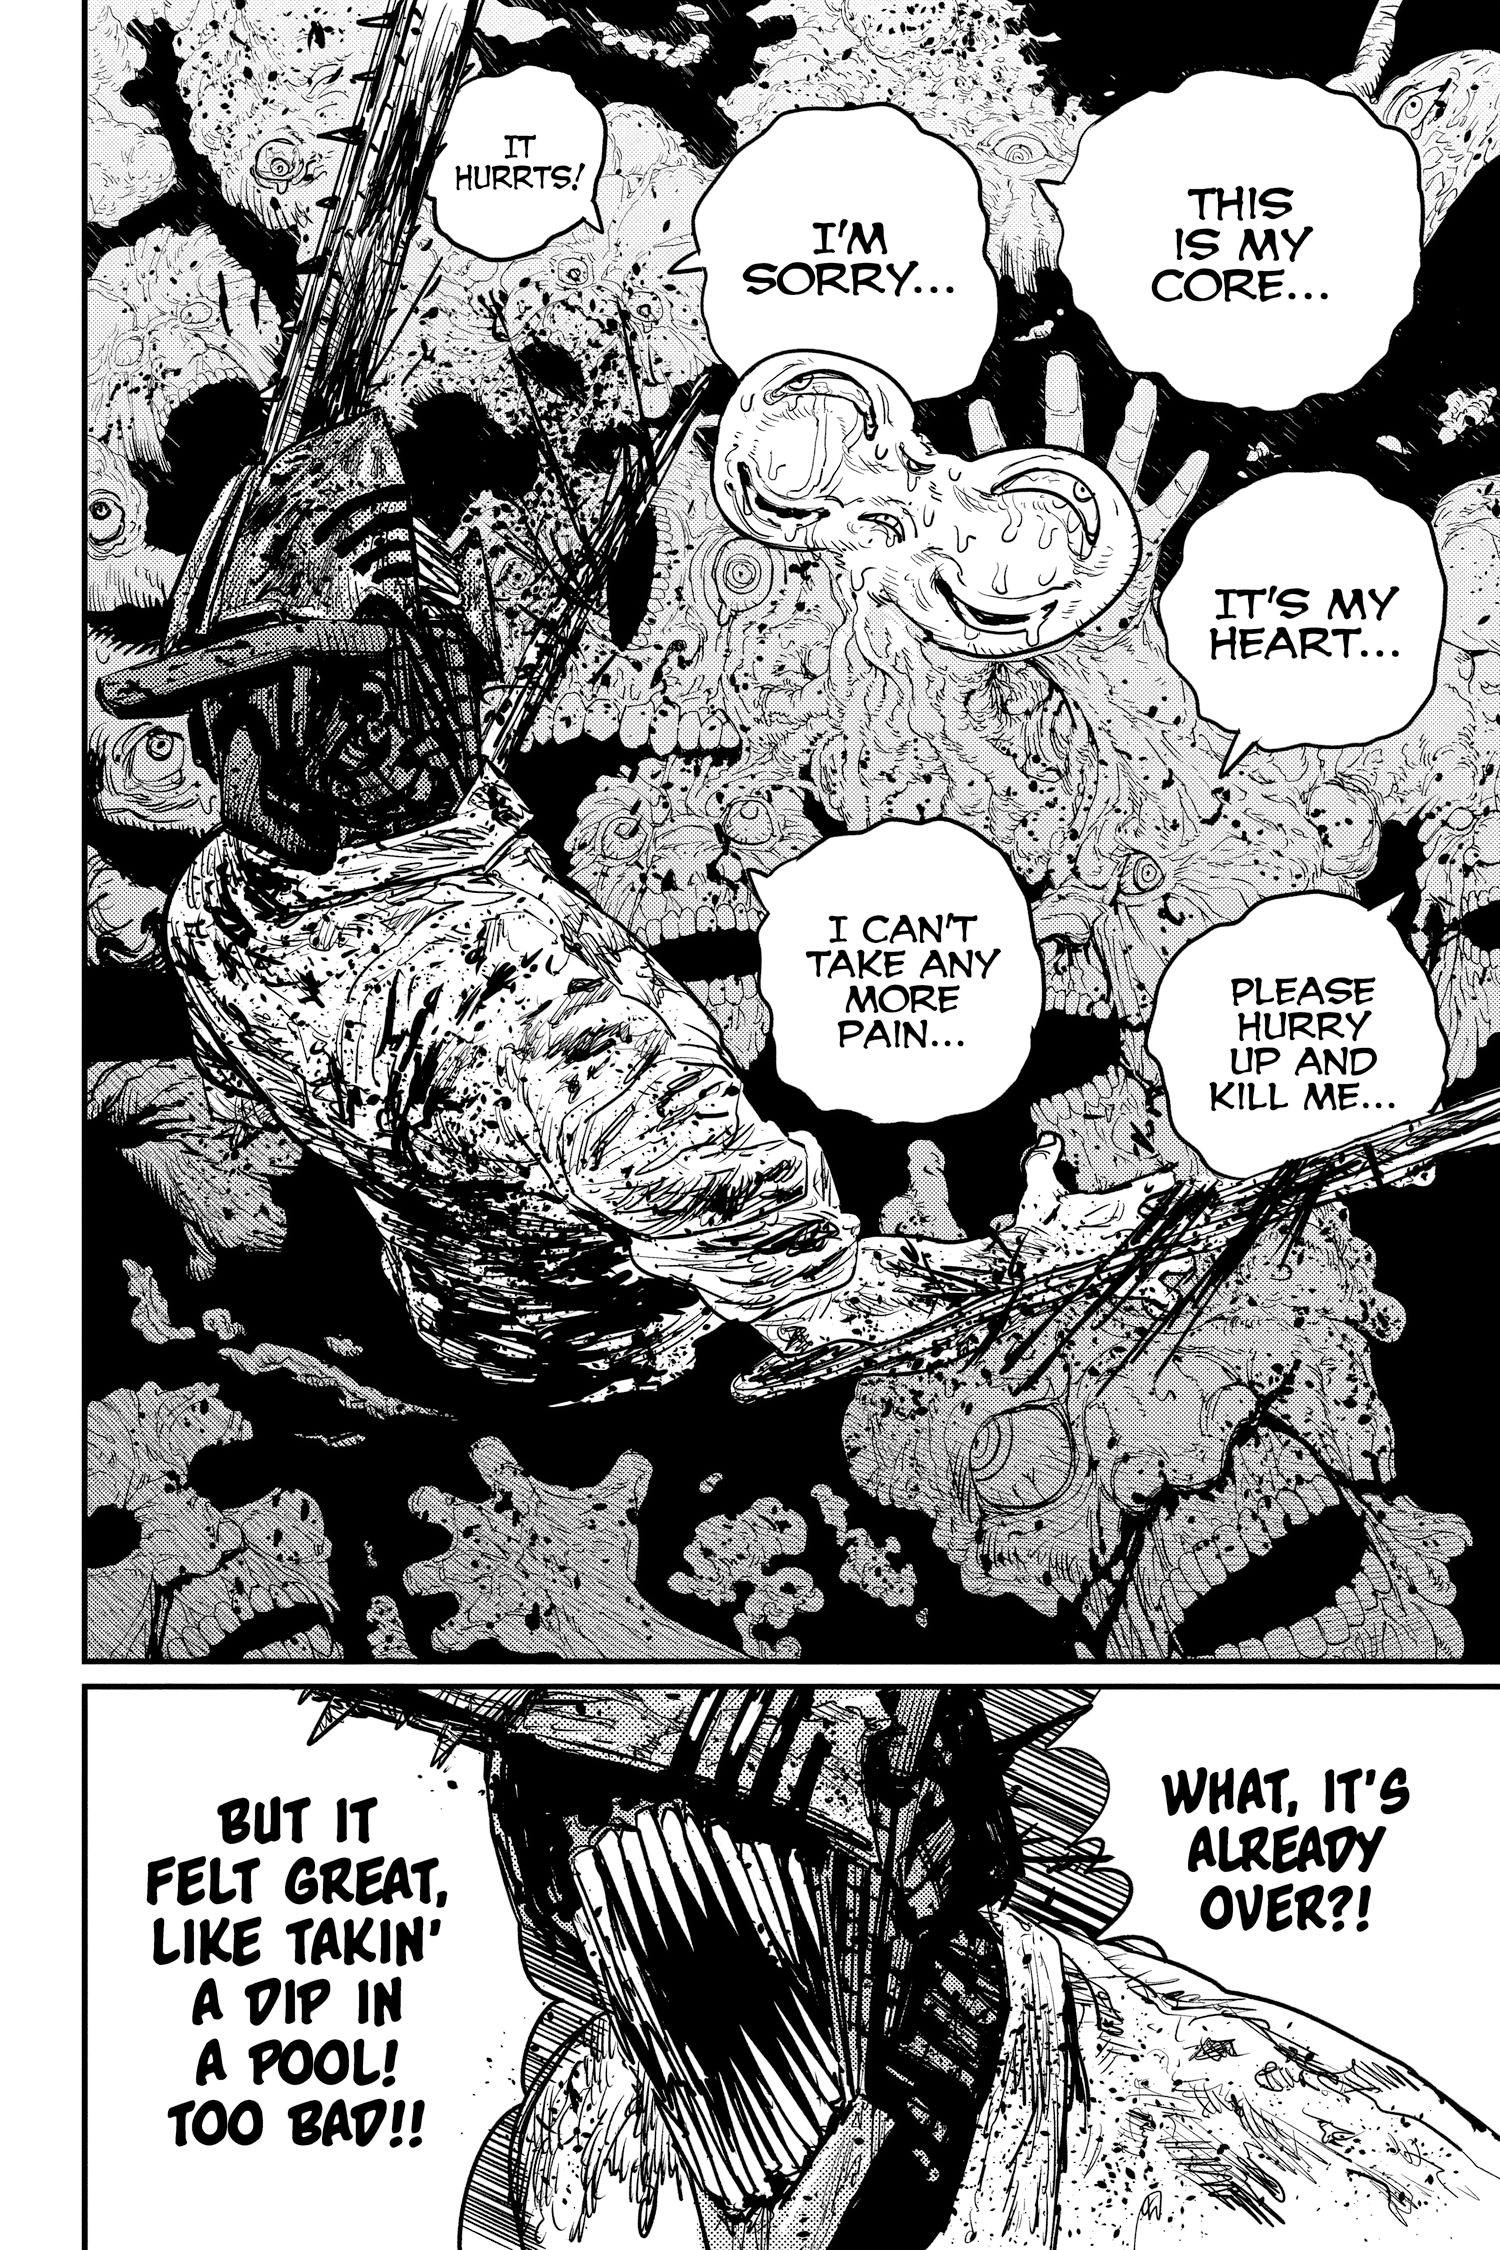 THIS
IS MY
CORE...
I'M
SORRY...
IT
HURRTS!
IT'S MY
HEART...
PLEASE
HURRY
UP AND
KILL ME...
I CAN'T
TAKE ANY
MORE
PAIN...
WHAT, IT'S
ALREADY
OVER?!
BUT IT
FELT GREAT,
LIKE TAKIN'
A DIP IN
A POOL!
TOO BAD!!